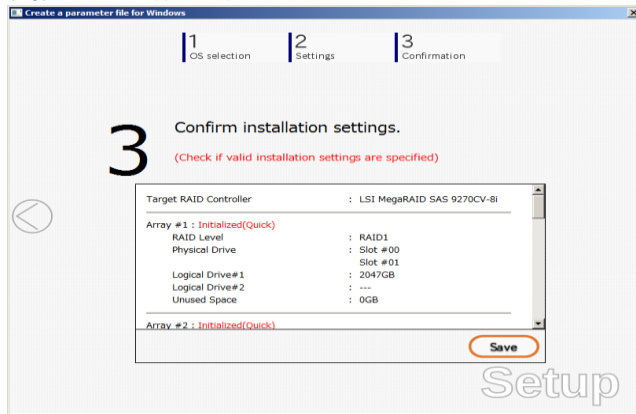 Create a parameter file for Windows
1 2 3
OS selection Settings Confirmation
3 Confirm installation settings.
(Check if valid installation settings are specified)
Target RAID Controller : LSI MegaRAID SAS 9270CV-8i
Array #1 : Initialized(Quick)
RAID Level : RAID1
Physical Drive : Slot #00
Slot #01
Logical Drive#1 : 2047GB
Logical Drive#2 : ---
Unused Space : 0GB
Array #2 : Initialized(Quick)
Save
Setup